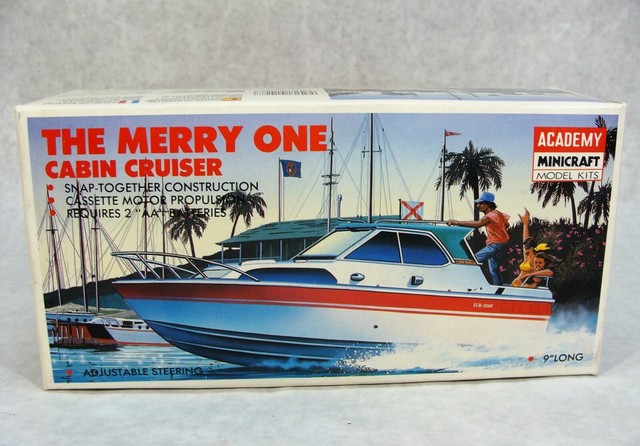 THE MERRY ONE
CABIN CRUISER
SNAP-TOGETHER CONSTRUCTION
CASSETTE MOTOR PROPULSION
REQUIRES 2 "AA" BATTERIES
ACADEMY
MINICRAFT
MODEL KITS
ADJUSTABLE STEERING
9" LONG